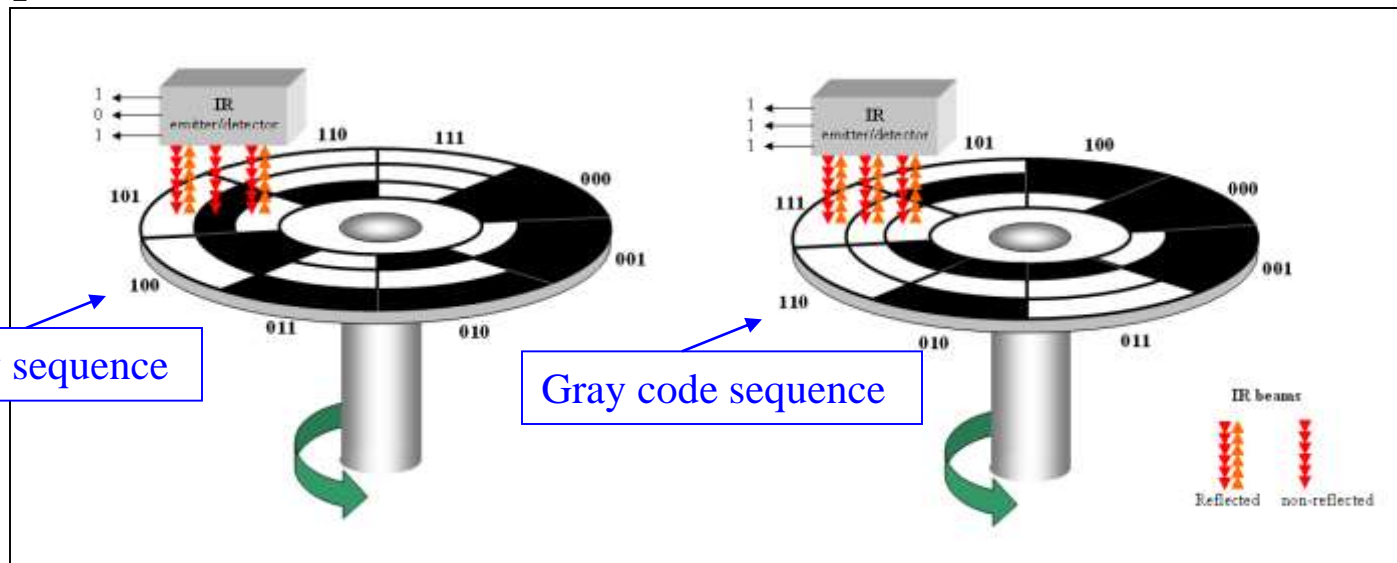 1
0
1
IR
emitter/detector
110
111
000
001
010
011
100
101
sequence
1
1
1
IR
emitter/detector
101
100
000
001
011
010
110
111
Gray code sequence
IR beams
Reflected
non-reflected